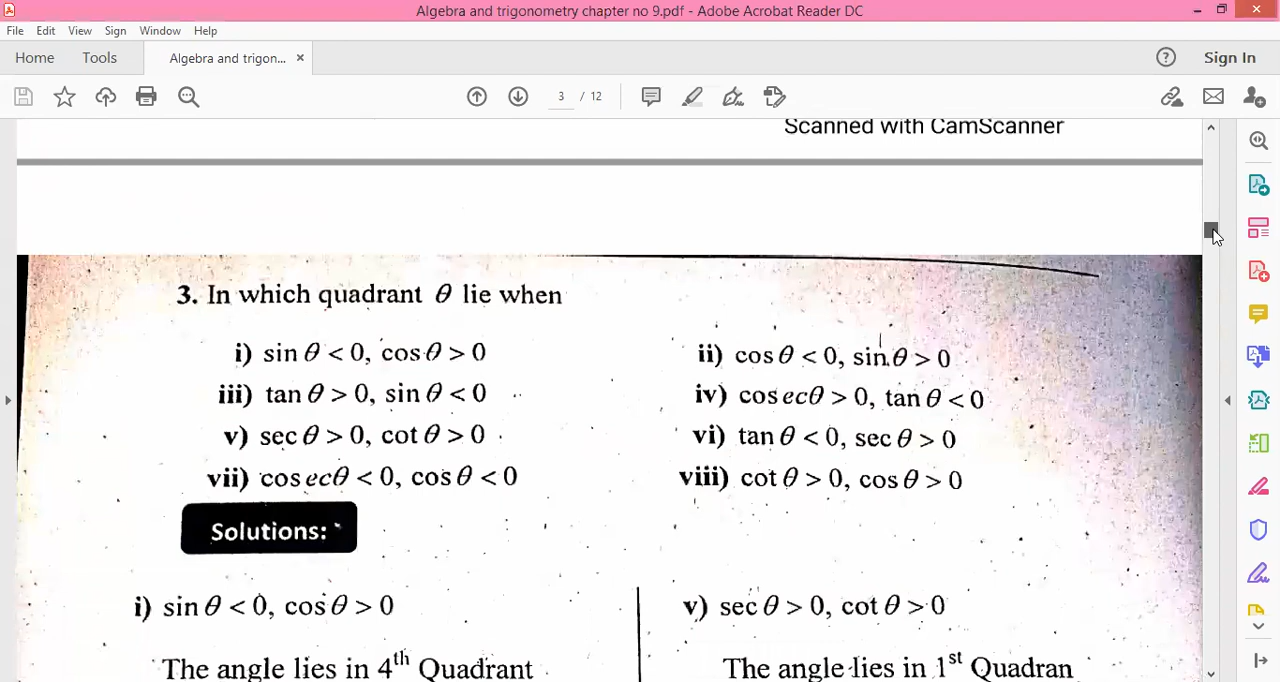 Algebra and trigonometry chapter no 9.pdf - Adobe Acrobat Reader DC
File Edit View Sign Window Help
Home Tools Algebra and trigon... × Sign In
3 / 12
Scanned with CamScanner
3. In which quadrant θ lie when
i) sin θ < 0, cos θ > 0
ii) cos θ < 0, sin θ > 0
iii) tan θ > 0, sin θ < 0
iv) cos ecθ > 0, tan θ < 0
v) sec θ > 0, cot θ > 0
vi) tan θ < 0, sec θ > 0
vii) cos ecθ < 0, cos θ < 0
viii) cot θ > 0, cos θ > 0
Solutions:
i) sin θ < 0, cos θ > 0
The angle lies in 4th Quadrant
v) sec θ > 0, cot θ > 0
The angle lies in 1st Quadran